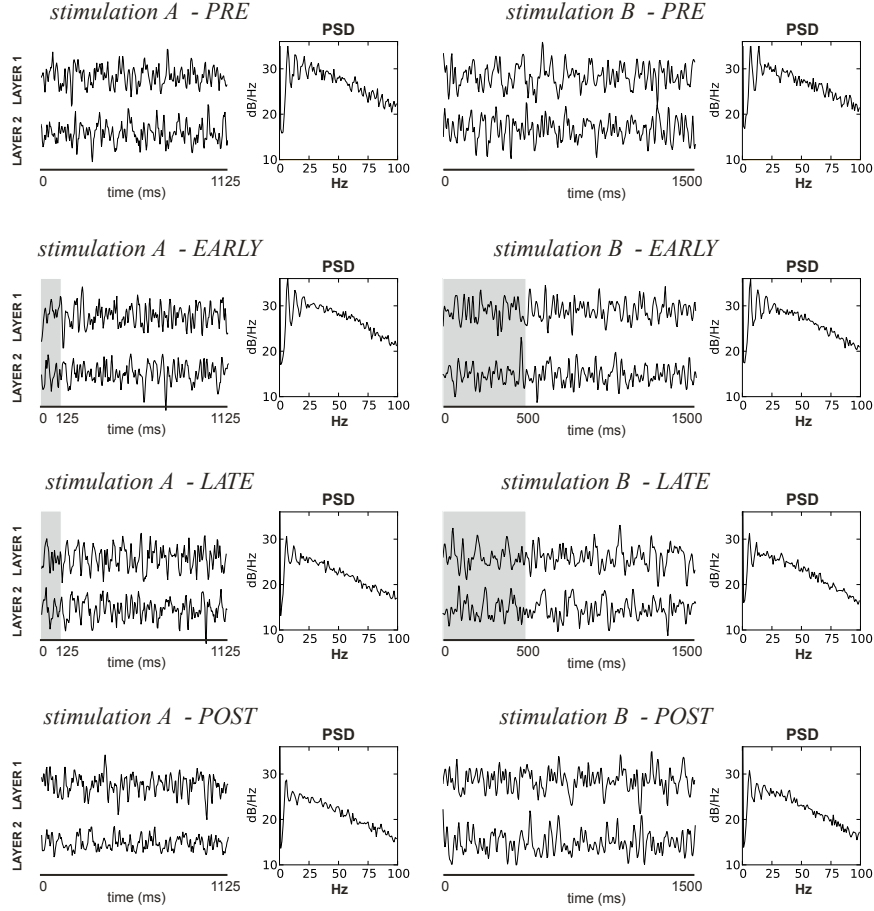 stimulation A - PRE
PSD
LAYER 1
LAYER 2
0
1125
time (ms)
dB/Hz
30
20
10
0 25 50 75 100
Hz
stimulation B - PRE
PSD
0
1500
time (ms)
dB/Hz
30
20
10
0 25 50 75 100
Hz
stimulation A - EARLY
PSD
LAYER 1
LAYER 2
0 125
1125
time (ms)
dB/Hz
30
20
10
0 25 50 75 100
Hz
stimulation B - EARLY
PSD
0
500
1500
time (ms)
dB/Hz
30
20
10
0 25 50 75 100
Hz
stimulation A - LATE
PSD
LAYER 1
LAYER 2
0 125
1125
time (ms)
dB/Hz
30
20
10
0 25 50 75 100
Hz
stimulation B - LATE
PSD
0
500
1500
time (ms)
dB/Hz
30
20
10
0 25 50 75 100
Hz
stimulation A - POST
PSD
LAYER 1
LAYER 2
0
1125
time (ms)
dB/Hz
30
20
10
0 25 50 75 100
Hz
stimulation B - POST
PSD
0
1500
time (ms)
dB/Hz
30
20
10
0 25 50 75 100
Hz